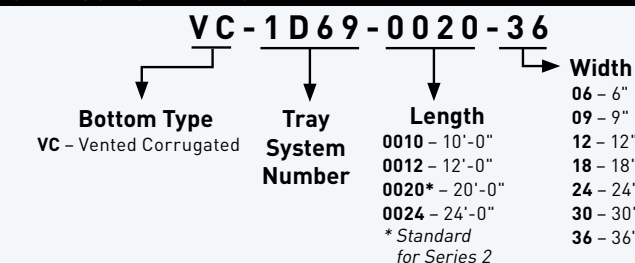 VC-1D69-0020-36
Bottom Type
VC – Vented Corrugated
Tray
System
Number
Length
0010 – 10'-0"
0012 – 12'-0"
0020* – 20'-0"
0024 – 24'-0"
* Standard
for Series 2
Width
06 – 6"
09 – 9"
12 – 12"
18 – 18"
24 – 24"
30 – 30"
36 – 36"